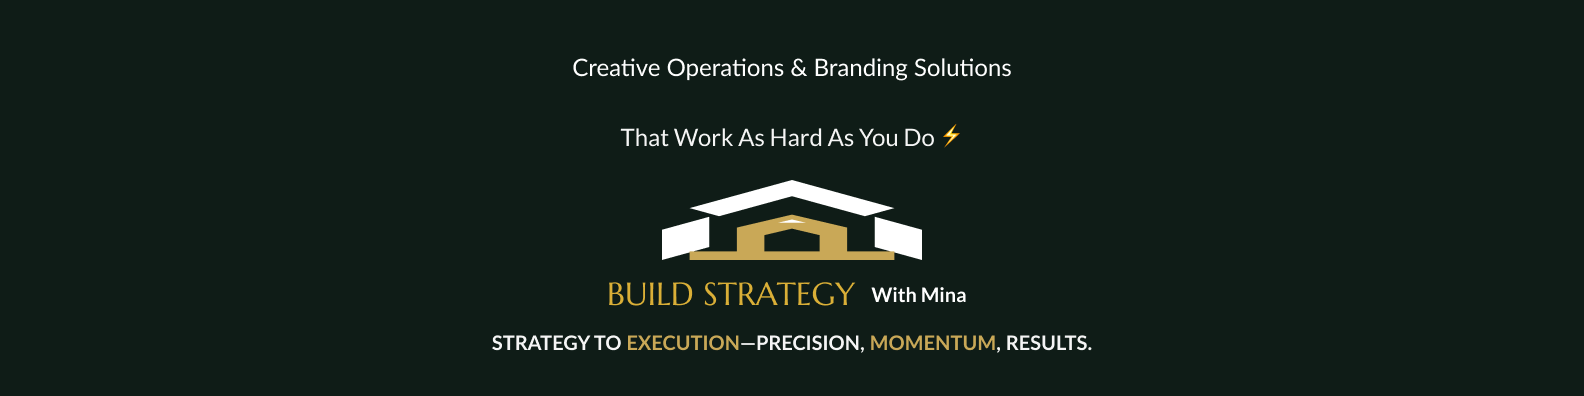 Creative Operations & Branding Solutions
That Work As Hard As You Do ⚡
BUILD STRATEGY With Mina
STRATEGY TO EXECUTION—PRECISION, MOMENTUM, RESULTS.